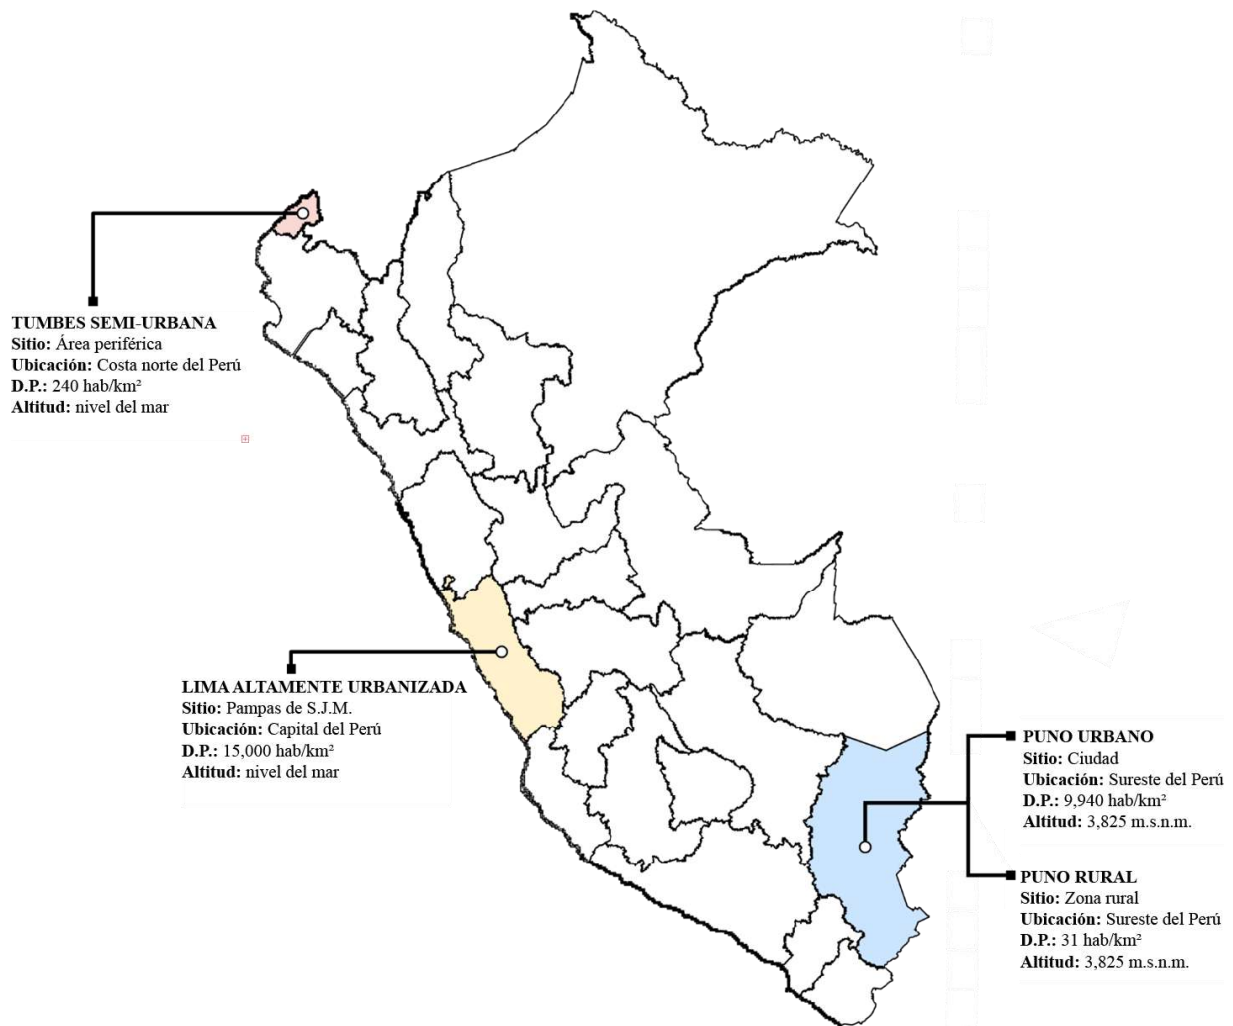 TUMBES SEMI-URBANA
Sitio: Área periférica
Ubicación: Costa norte del Perú
D.P.: 240 hab/km²
Altitud: nivel del mar
LIMA ALTAMENTE URBANIZADA
Sitio: Pampas de S.J.M.
Ubicación: Capital del Perú
D.P.: 15,000 hab/km²
Altitud: nivel del mar
PUNO URBANO
Sitio: Ciudad
Ubicación: Sureste del Perú
D.P.: 9,940 hab/km²
Altitud: 3,825 m.s.n.m.
PUNO RURAL
Sitio: Zona rural
Ubicación: Sureste del Perú
D.P.: 31 hab/km²
Altitud: 3,825 m.s.n.m.